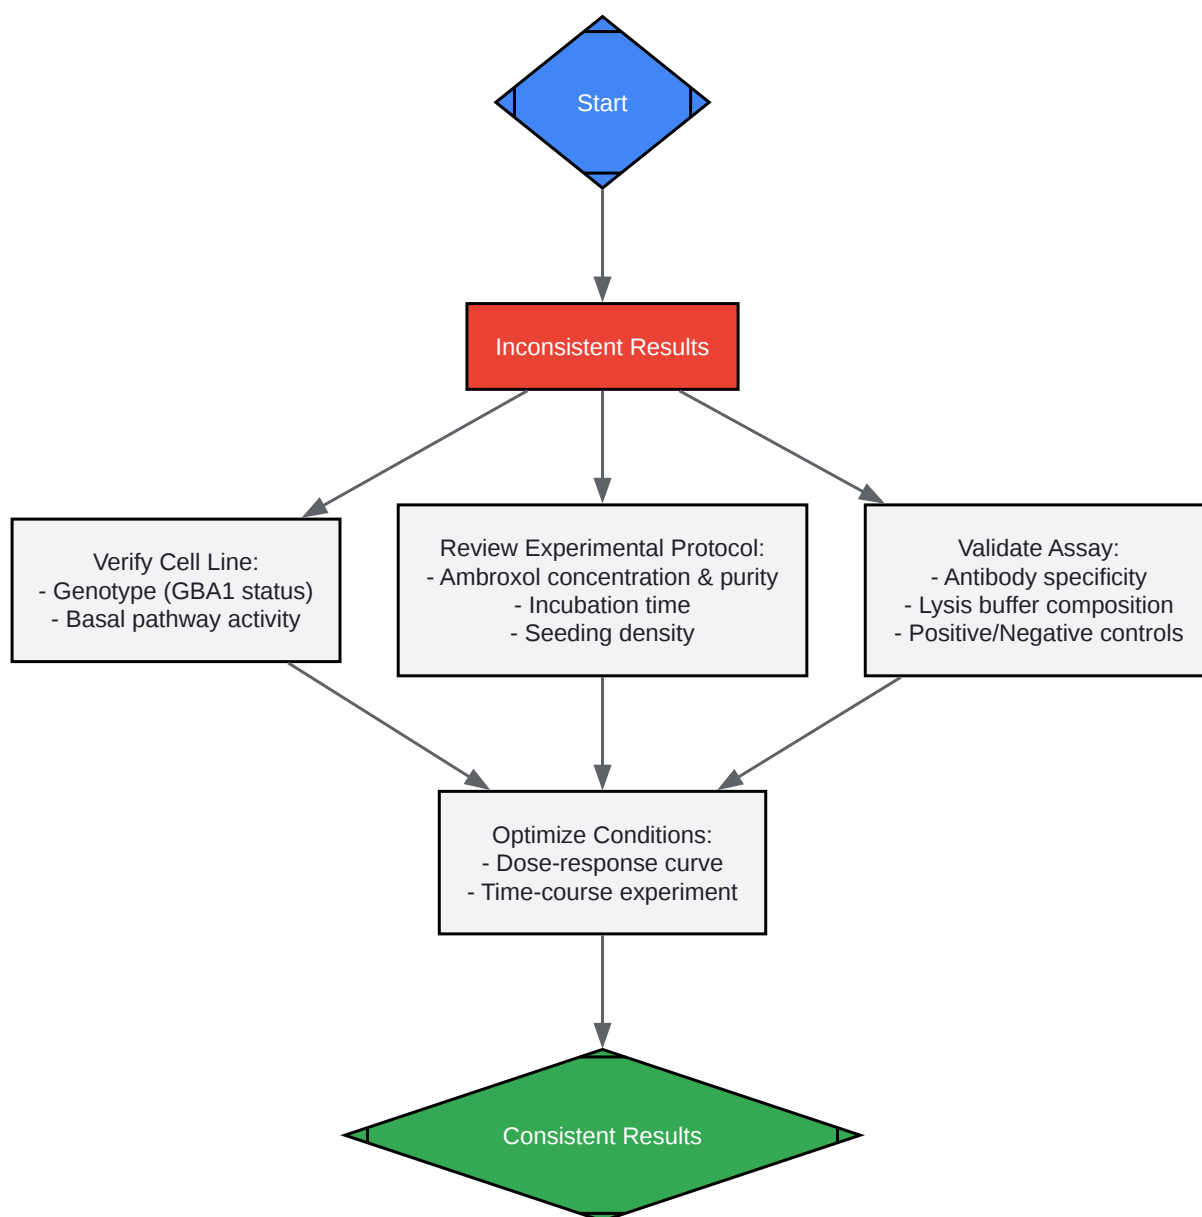 Start
Inconsistent Results
Verify Cell Line:
- Genotype (GBA1 status)
- Basal pathway activity
Review Experimental Protocol:
- Ambroxol concentration & purity
- Incubation time
- Seeding density
Validate Assay:
- Antibody specificity
- Lysis buffer composition
- Positive/Negative controls
Optimize Conditions:
- Dose-response curve
- Time-course experiment
Consistent Results